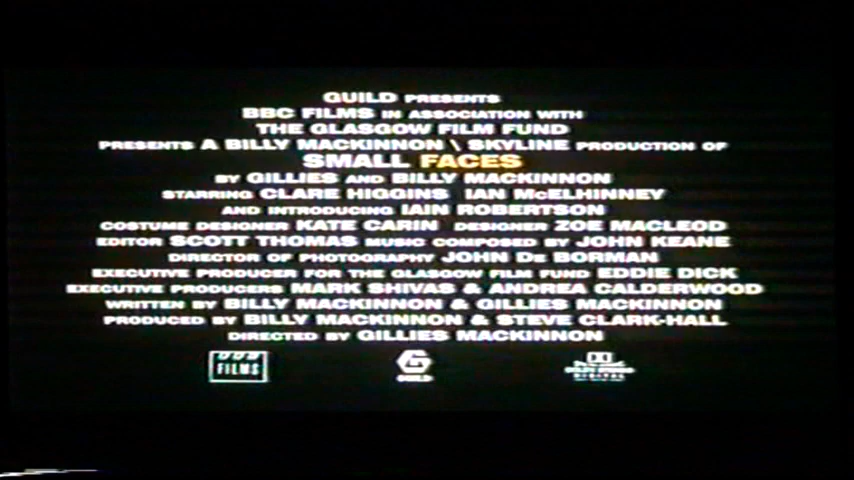 GUILD PRESENTS
BBC FILMS IN ASSOCIATION WITH
THE GLASGOW FILM FUND
PRESENTS A BILLY MACKINNON \ SKYLINE PRODUCTION OF
SMALL FACES
BY GILLIES AND BILLY MACKINNON
STARRING CLARE HIGGINS IAN McELHINNEY
AND INTRODUCING IAIN ROBERTSON
COSTUME DESIGNER KATE CARIN DESIGNER ZOE MACLEOD
EDITOR SCOTT THOMAS MUSIC COMPOSED BY JOHN KEANE
DIRECTOR OF PHOTOGRAPHY JOHN DE BORMAN
EXECUTIVE PRODUCER FOR THE GLASGOW FILM FUND EDDIE DICK
EXECUTIVE PRODUCERS MARK SHIVAS & ANDREA CALDERWOOD
WRITTEN BY BILLY MACKINNON & GILLIES MACKINNON
PRODUCED BY BILLY MACKINNON & STEVE CLARK-HALL
DIRECTED BY GILLIES MACKINNON
BBC FILMS
GUILD
DIGITAL